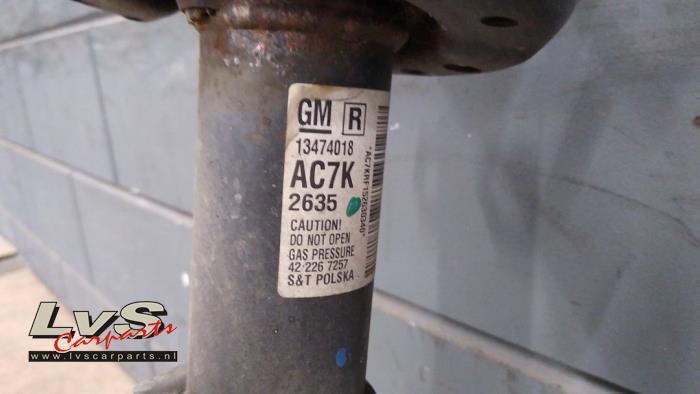 GM R
13474018
AC7K
2635
CAUTION!
DO NOT OPEN
GAS PRESSURE
42 226 7257
S&T POLSKA
LvS
Carparts
www.lvscarparts.nl